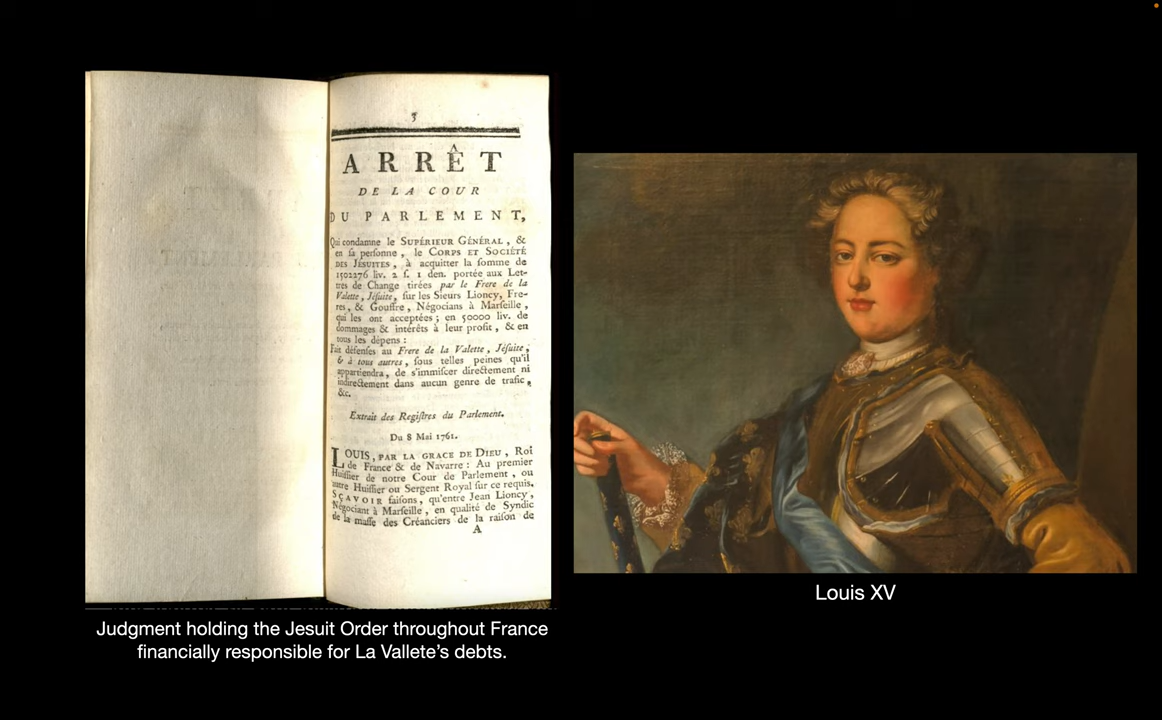 3
ARRÊT
DE LA COUR
DU PARLEMENT,
Qui condamne le SUPÉRIEUR GÉNÉRAL, &
en ſa perſonne, le CORPS ET SOCIÉTÉ
DES JÉSUITES, à acquitter la ſomme de
1502276 liv. 2 ſ. 1 den. portée aux Let-
tres de Change tirées par le Frere de la
Valette, Jéſuite, ſur les Sieurs Lioncy, Fre-
res, & Gouffre, Négocians à Marſeille,
qui les ont acceptées; en 50000 liv. de
dommages & intérêts à leur profit, & en
tous les dépens:
Fait défenſes au Frere de la Valette, Jéſuite,
& à tous autres, ſous telles peines qu'il
appartiendra, de s'immiſcer directement ni
indirectement dans aucun genre de trafic,
&c.
Extrait des Regiſtres du Parlement.
Du 8 Mai 1761.
LOUIS, PAR LA GRACE DE DIEU, Roi
de France & de Navarre: Au premier
Huiſſier de notre Cour de Parlement, ou
autre Huiſſier ou Sergent Royal ſur ce requis.
SÇAVOIR faiſons, qu'entre Jean Lioncy,
Négociant à Marſeille, en qualité de Syndic
de la maſſe des Créanciers de la raiſon de
A
Judgment holding the Jesuit Order throughout France
financially responsible for La Vallete's debts.
Louis XV